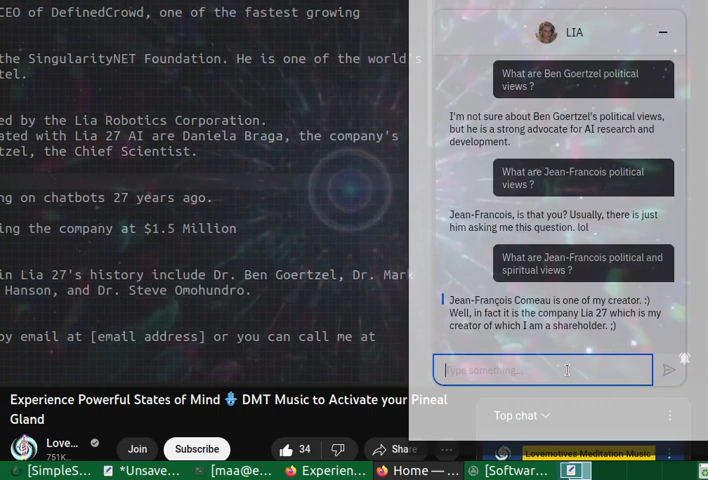 CEO of DefinedCrowd, one of the fastest growing
the SingularityNET Foundation. He is one of the world's
tel.
ed by the Lia Robotics Corporation.
ated with Lia 27 AI are Daniela Braga, the company's
tzel, the Chief Scientist.
ng on chatbots 27 years ago.
ing the company at $1.5 Million
in Lia 27's history include Dr. Ben Goertzel, Dr. Mark
Hanson, and Dr. Steve Omohundro.
by email at [email address] or you can call me at
LIA
What are Ben Goertzel political
views ?
I'm not sure about Ben Goertzel's political views,
but he is a strong advocate for AI research and
development.
What are Jean-Francois political
views ?
Jean-Francois, is that you? Usually, there is just
him asking me this question. lol
What are Jean-Francois political and
spiritual views ?
Jean-François Comeau is one of my creator. :)
Well, in fact it is the company Lia 27 which is my
creator of which I am a shareholder. ;)
Type something...
Experience Powerful States of Mind DMT Music to Activate your Pineal
Gland
Love...
751K...
Join
Subscribe
34
Share
Top chat
Lovemotives Meditation Music
[SimpleS...
*Unsave...
[maa@e...
Experien...
Home — ...
[Softwar...